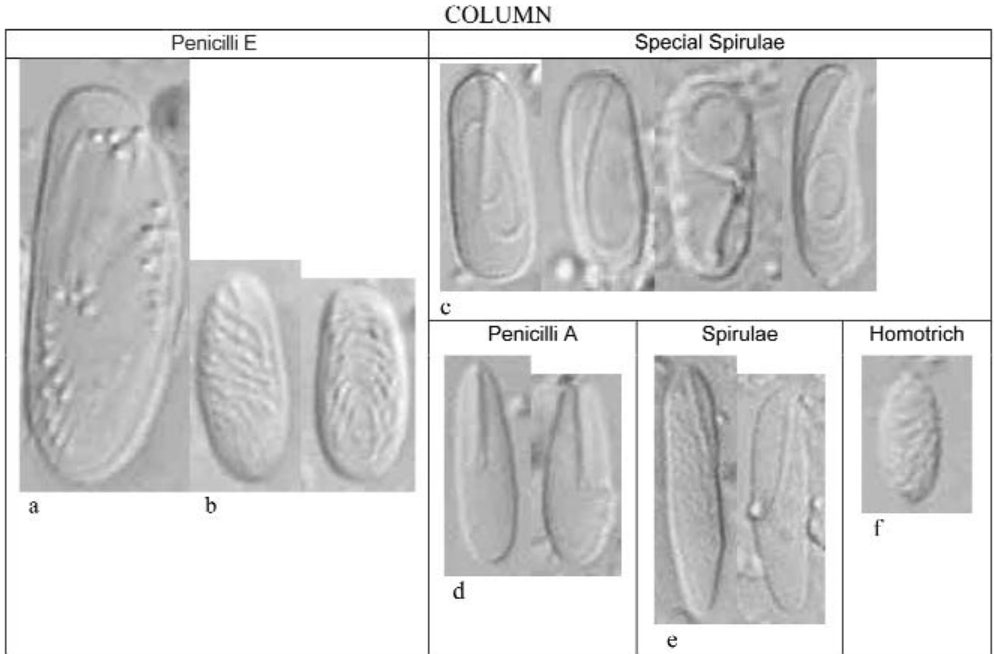 COLUMN
Penicilli E
Special Spirulae
c
Penicilli A
Spirulae
Homotrich
a
b
d
e
f